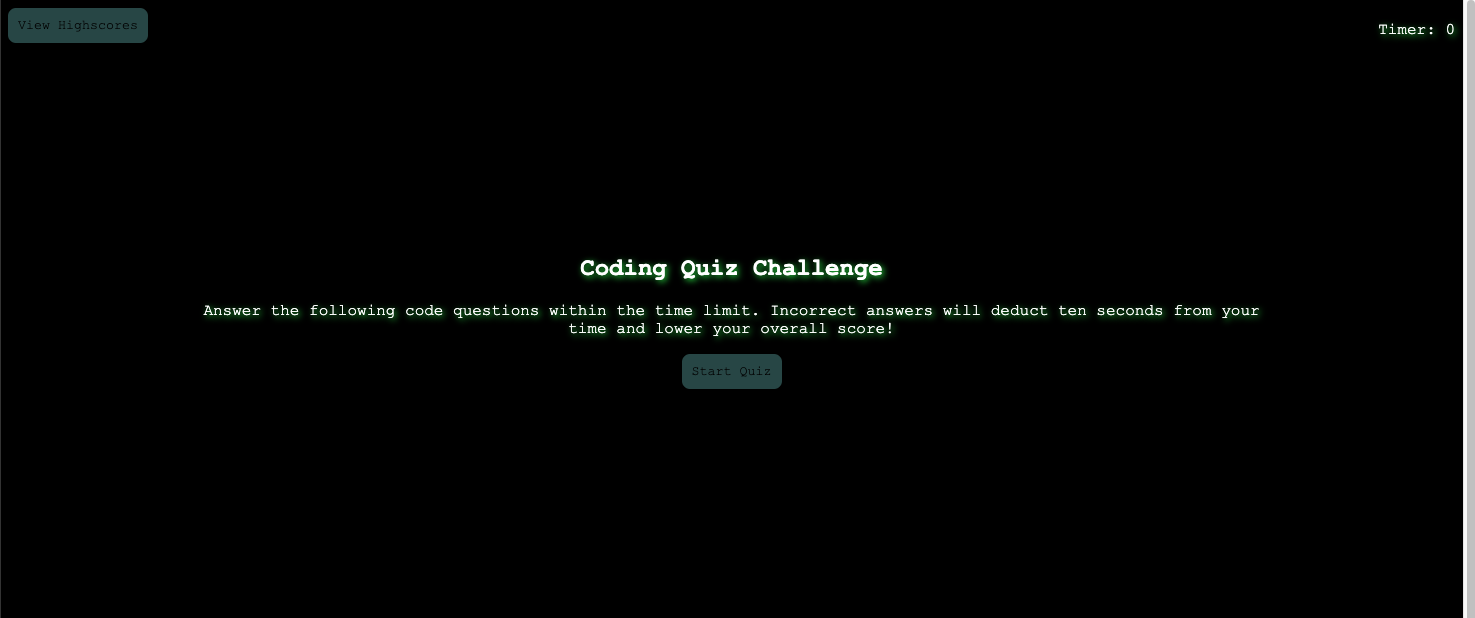 View Highscores
Timer: 0
Coding Quiz Challenge
Answer the following code questions within the time limit. Incorrect answers will deduct ten seconds from your
time and lower your overall score!
Start Quiz